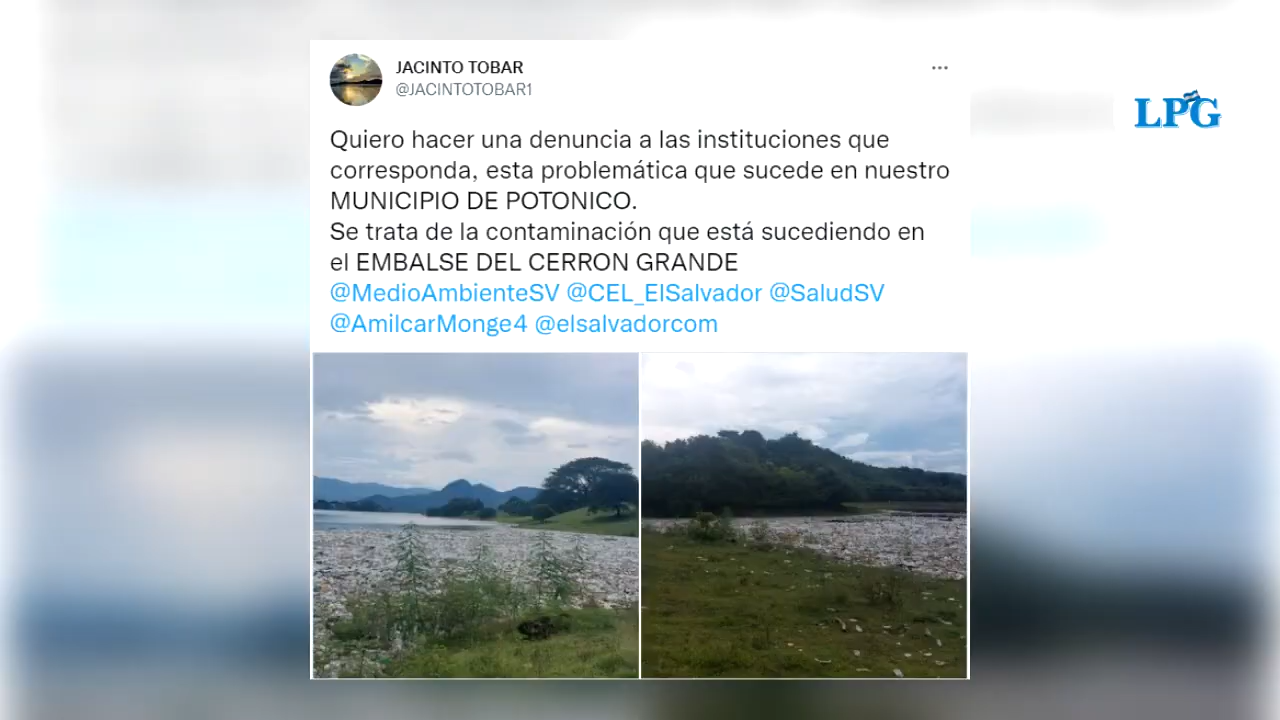 JACINTO TOBAR
@JACINTOTOBAR1
LPG
Quiero hacer una denuncia a las instituciones que
corresponda, esta problemática que sucede en nuestro
MUNICIPIO DE POTONICO.
Se trata de la contaminación que está sucediendo en
el EMBALSE DEL CERRON GRANDE
@MedioAmbienteSV @CEL_ElSalvador @SaludSV
@AmilcarMonge4 @elsalvadorcom